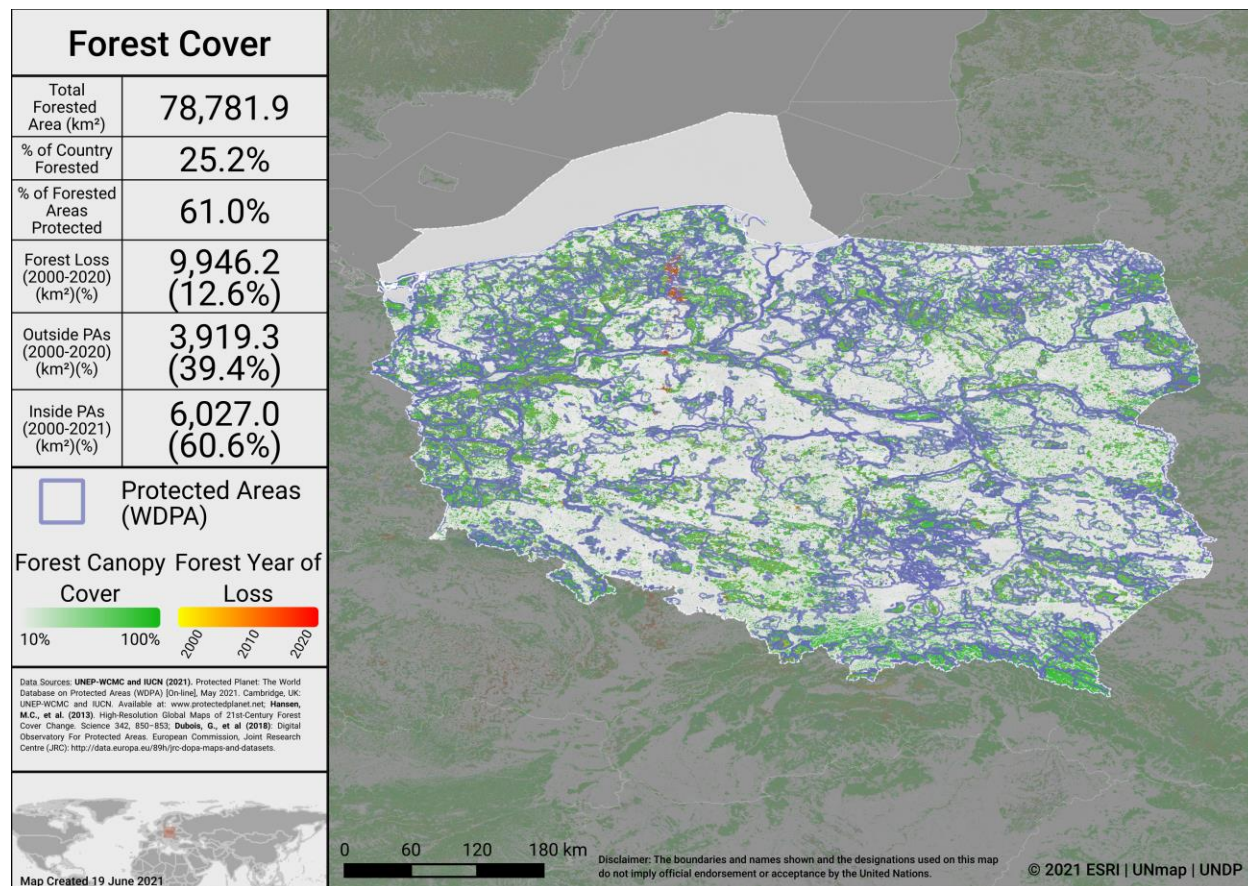 Forest Cover
Total
Forested
Area (km²)
78,781.9
% of Country
Forested
25.2%
% of Forested
Areas
Protected
61.0%
Forest Loss
(2000-2020)
(km²)(%)
9,946.2
(12.6%)
Outside PAs
(2000-2020)
(km²)(%)
3,919.3
(39.4%)
Inside PAs
(2000-2021)
(km²)(%)
6,027.0
(60.6%)
Protected Areas
(WDPA)
Forest Canopy
Cover
10%
100%
Forest Year of
Loss
2000
2010
2020
Data Sources: UNEP-WCMC and IUCN (2021). Protected Planet: The World
Database on Protected Areas (WDPA) [On-line], May 2021. Cambridge, UK:
UNEP-WCMC and IUCN. Available at: www.protectedplanet.net; Hansen,
M.C., et al. (2013). High-Resolution Global Maps of 21st-Century Forest
Cover Change. Science 342, 850–853; Dubois, G., et al (2018): Digital
Observatory For Protected Areas. European Commission, Joint Research
Centre (JRC): http://data.europa.eu/89h/jrc-dopa-maps-and-datasets.
Map Created 19 June 2021
0 60 120 180 km
Disclaimer: The boundaries and names shown and the designations used on this map
do not imply official endorsement or acceptance by the United Nations.
© 2021 ESRI | UNmap | UNDP